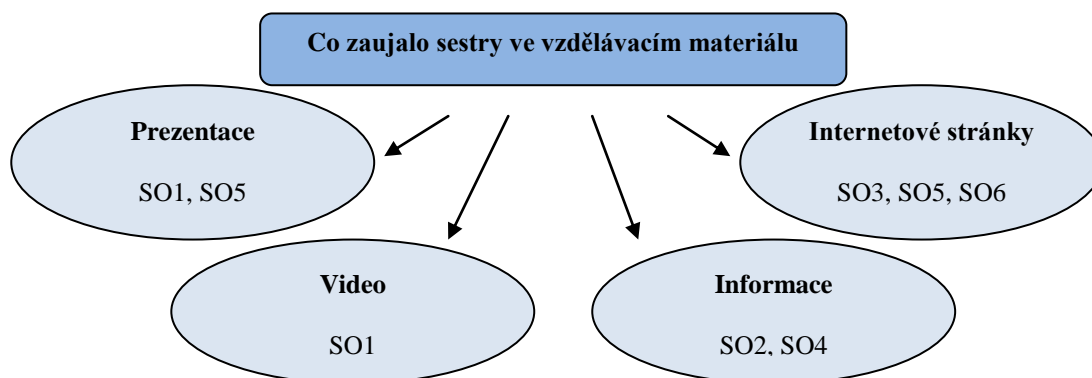 Co zaujalo sestry ve vzdělávacím materiálu
Prezentace
SO1, SO5
Internetové stránky
SO3, SO5, SO6
Video
SO1
Informace
SO2, SO4